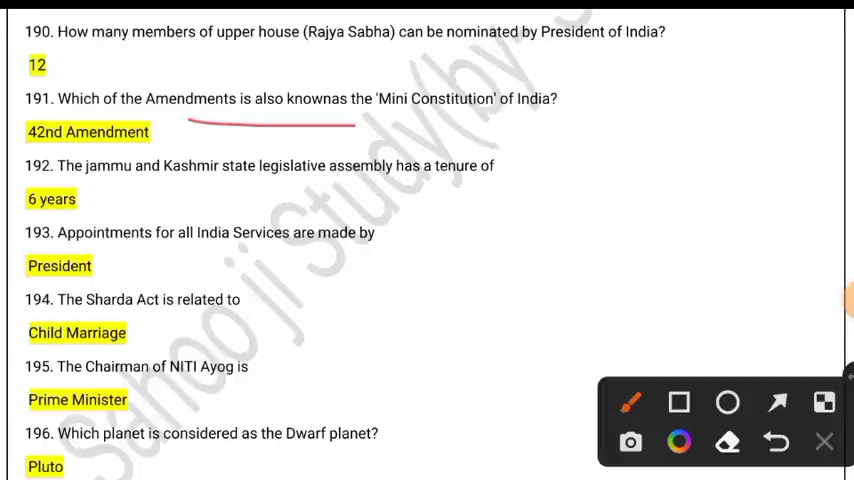 190. How many members of upper house (Rajya Sabha) can be nominated by President of India?
12
191. Which of the Amendments is also knownas the 'Mini Constitution' of India?
42nd Amendment
192. The jammu and Kashmir state legislative assembly has a tenure of
6 years
193. Appointments for all India Services are made by
President
194. The Sharda Act is related to
Child Marriage
195. The Chairman of NITI Ayog is
Prime Minister
196. Which planet is considered as the Dwarf planet?
Pluto
Sahoo ji Study(by-